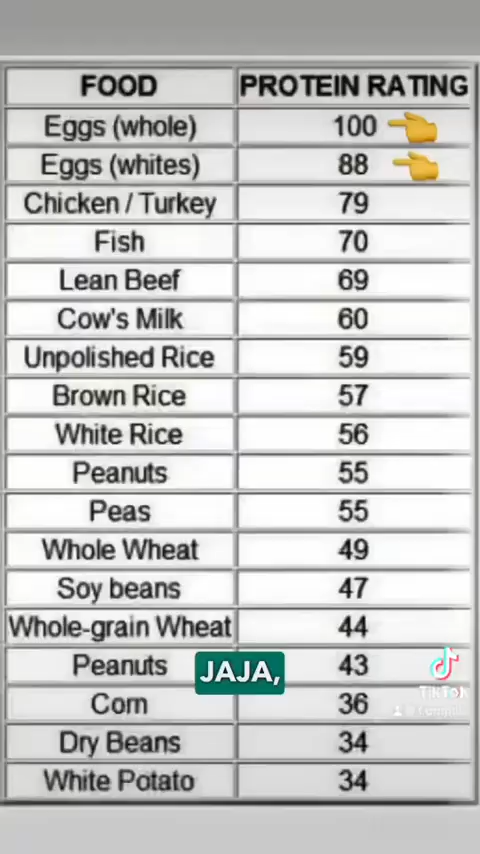 FOOD PROTEIN RATING
Eggs (whole) 100
Eggs (whites) 88
Chicken / Turkey 79
Fish 70
Lean Beef 69
Cow's Milk 60
Unpolished Rice 59
Brown Rice 57
White Rice 56
Peanuts 55
Peas 55
Whole Wheat 49
Soy beans 47
Whole-grain Wheat 44
Peanuts 43
JAJA,
TikTok
Corn 36
Dry Beans 34
White Potato 34